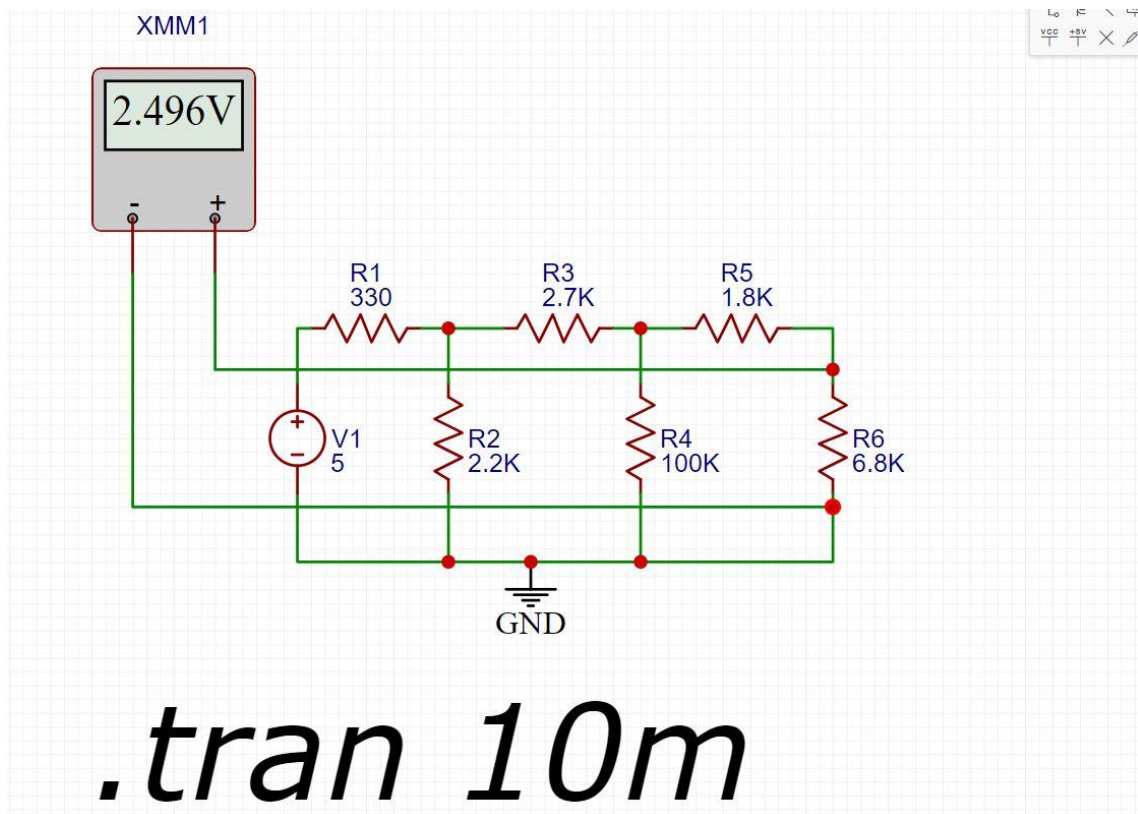 XMM1
VCC +5V
2.496V
- +
R1
330
R3
2.7K
R5
1.8K
+
-
V1
5
R2
2.2K
R4
100K
R6
6.8K
GND
.tran 10m